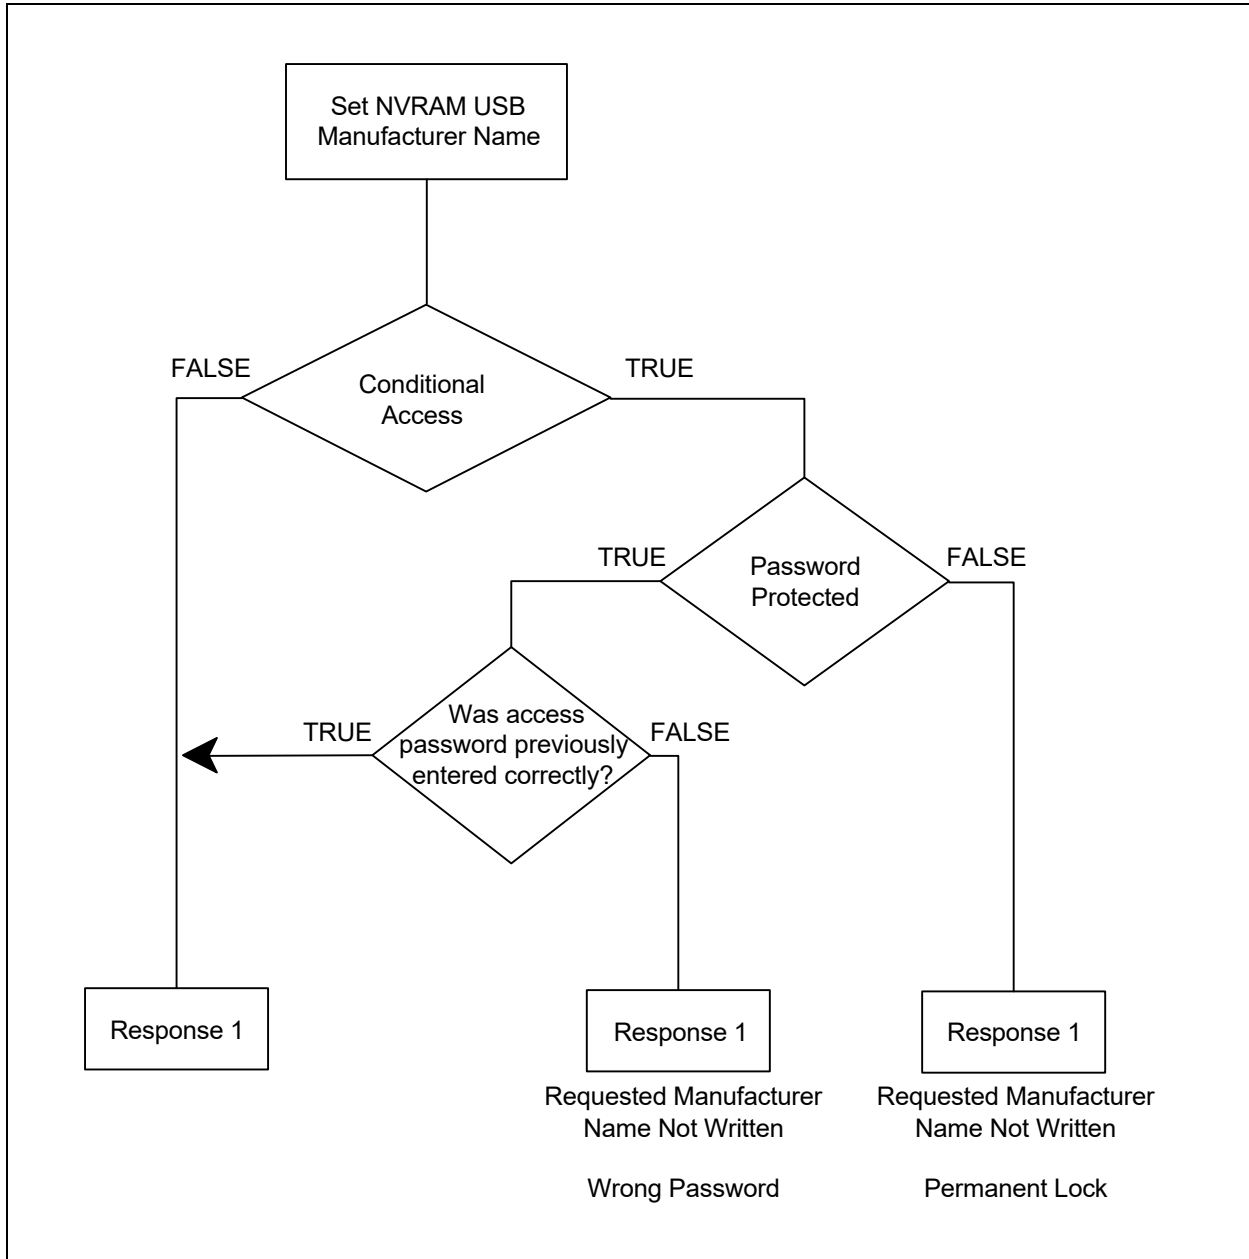 Set NVRAM USB
Manufacturer Name
FALSE
TRUE
Conditional
Access
TRUE
FALSE
Password
Protected
TRUE
FALSE
Was access
password previously
entered correctly?
Response 1
Response 1
Response 1
Requested Manufacturer
Name Not Written
Wrong Password
Requested Manufacturer
Name Not Written
Permanent Lock